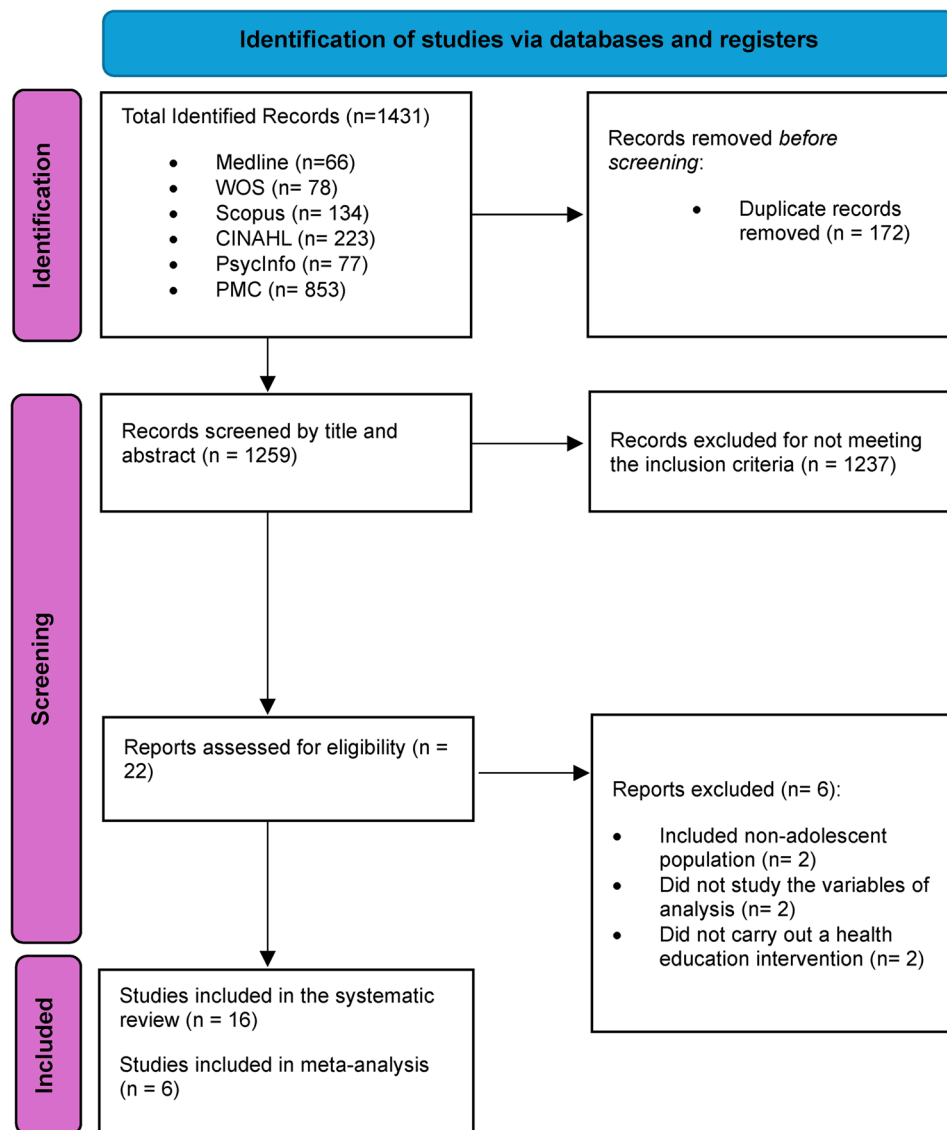 Identification of studies via databases and registers
Identification
Total Identified Records (n=1431)
• Medline (n=66)
• WOS (n= 78)
• Scopus (n= 134)
• CINAHL (n= 223)
• PsycInfo (n= 77)
• PMC (n= 853)
Records removed before
screening:
• Duplicate records
removed (n = 172)
Screening
Records screened by title and
abstract (n = 1259)
Records excluded for not meeting
the inclusion criteria (n = 1237)
Reports assessed for eligibility (n =
22)
Reports excluded (n= 6):
• Included non-adolescent
population (n= 2)
• Did not study the variables of
analysis (n= 2)
• Did not carry out a health
education intervention (n= 2)
Included
Studies included in the systematic
review (n = 16)
Studies included in meta-analysis
(n = 6)